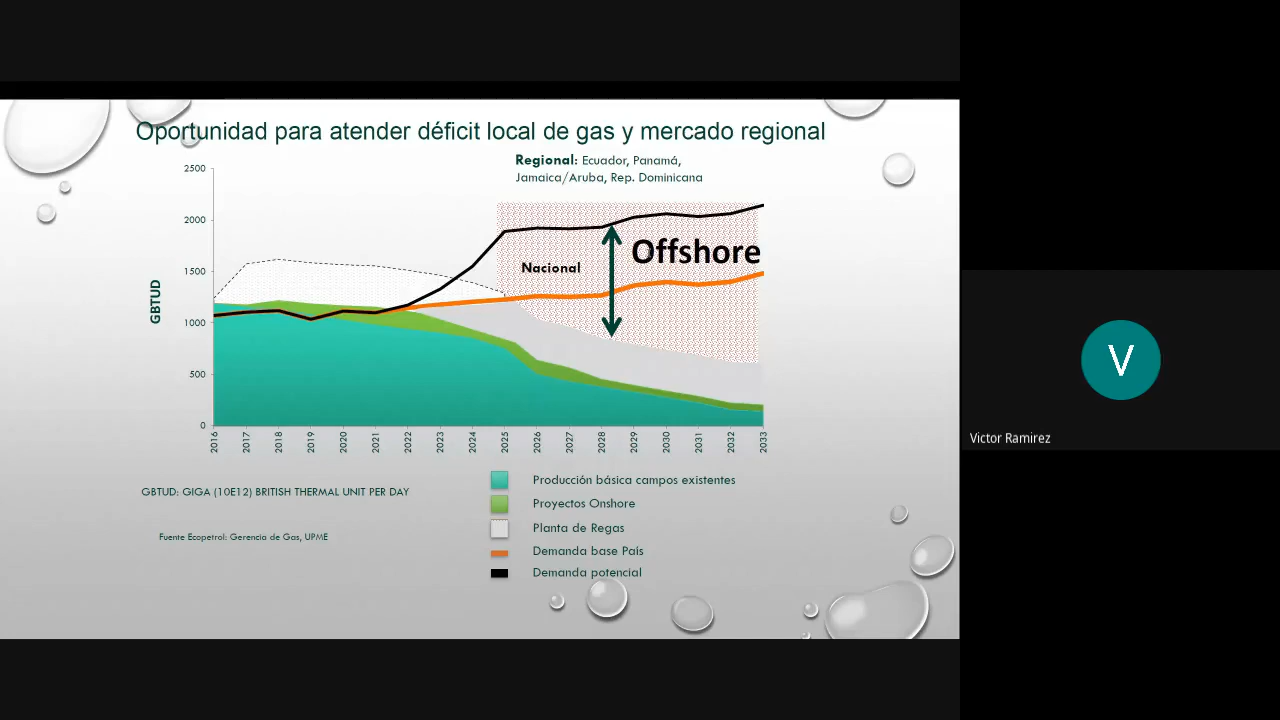 Oportunidad para atender déficit local de gas y mercado regional
Regional: Ecuador, Panamá,
Jamaica/Aruba, Rep. Dominicana
2500
2000
1500
1000
500
0
GBTUD
Nacional
Offshore
2016
2017
2018
2019
2020
2021
2022
2023
2024
2025
2026
2027
2028
2029
2030
2031
2032
2033
GBTUD: GIGA (10E12) BRITISH THERMAL UNIT PER DAY
Fuente Ecopetrol: Gerencia de Gas, UPME
Producción básica campos existentes
Proyectos Onshore
Planta de Regas
Demanda base País
Demanda potencial
V
Victor Ramirez